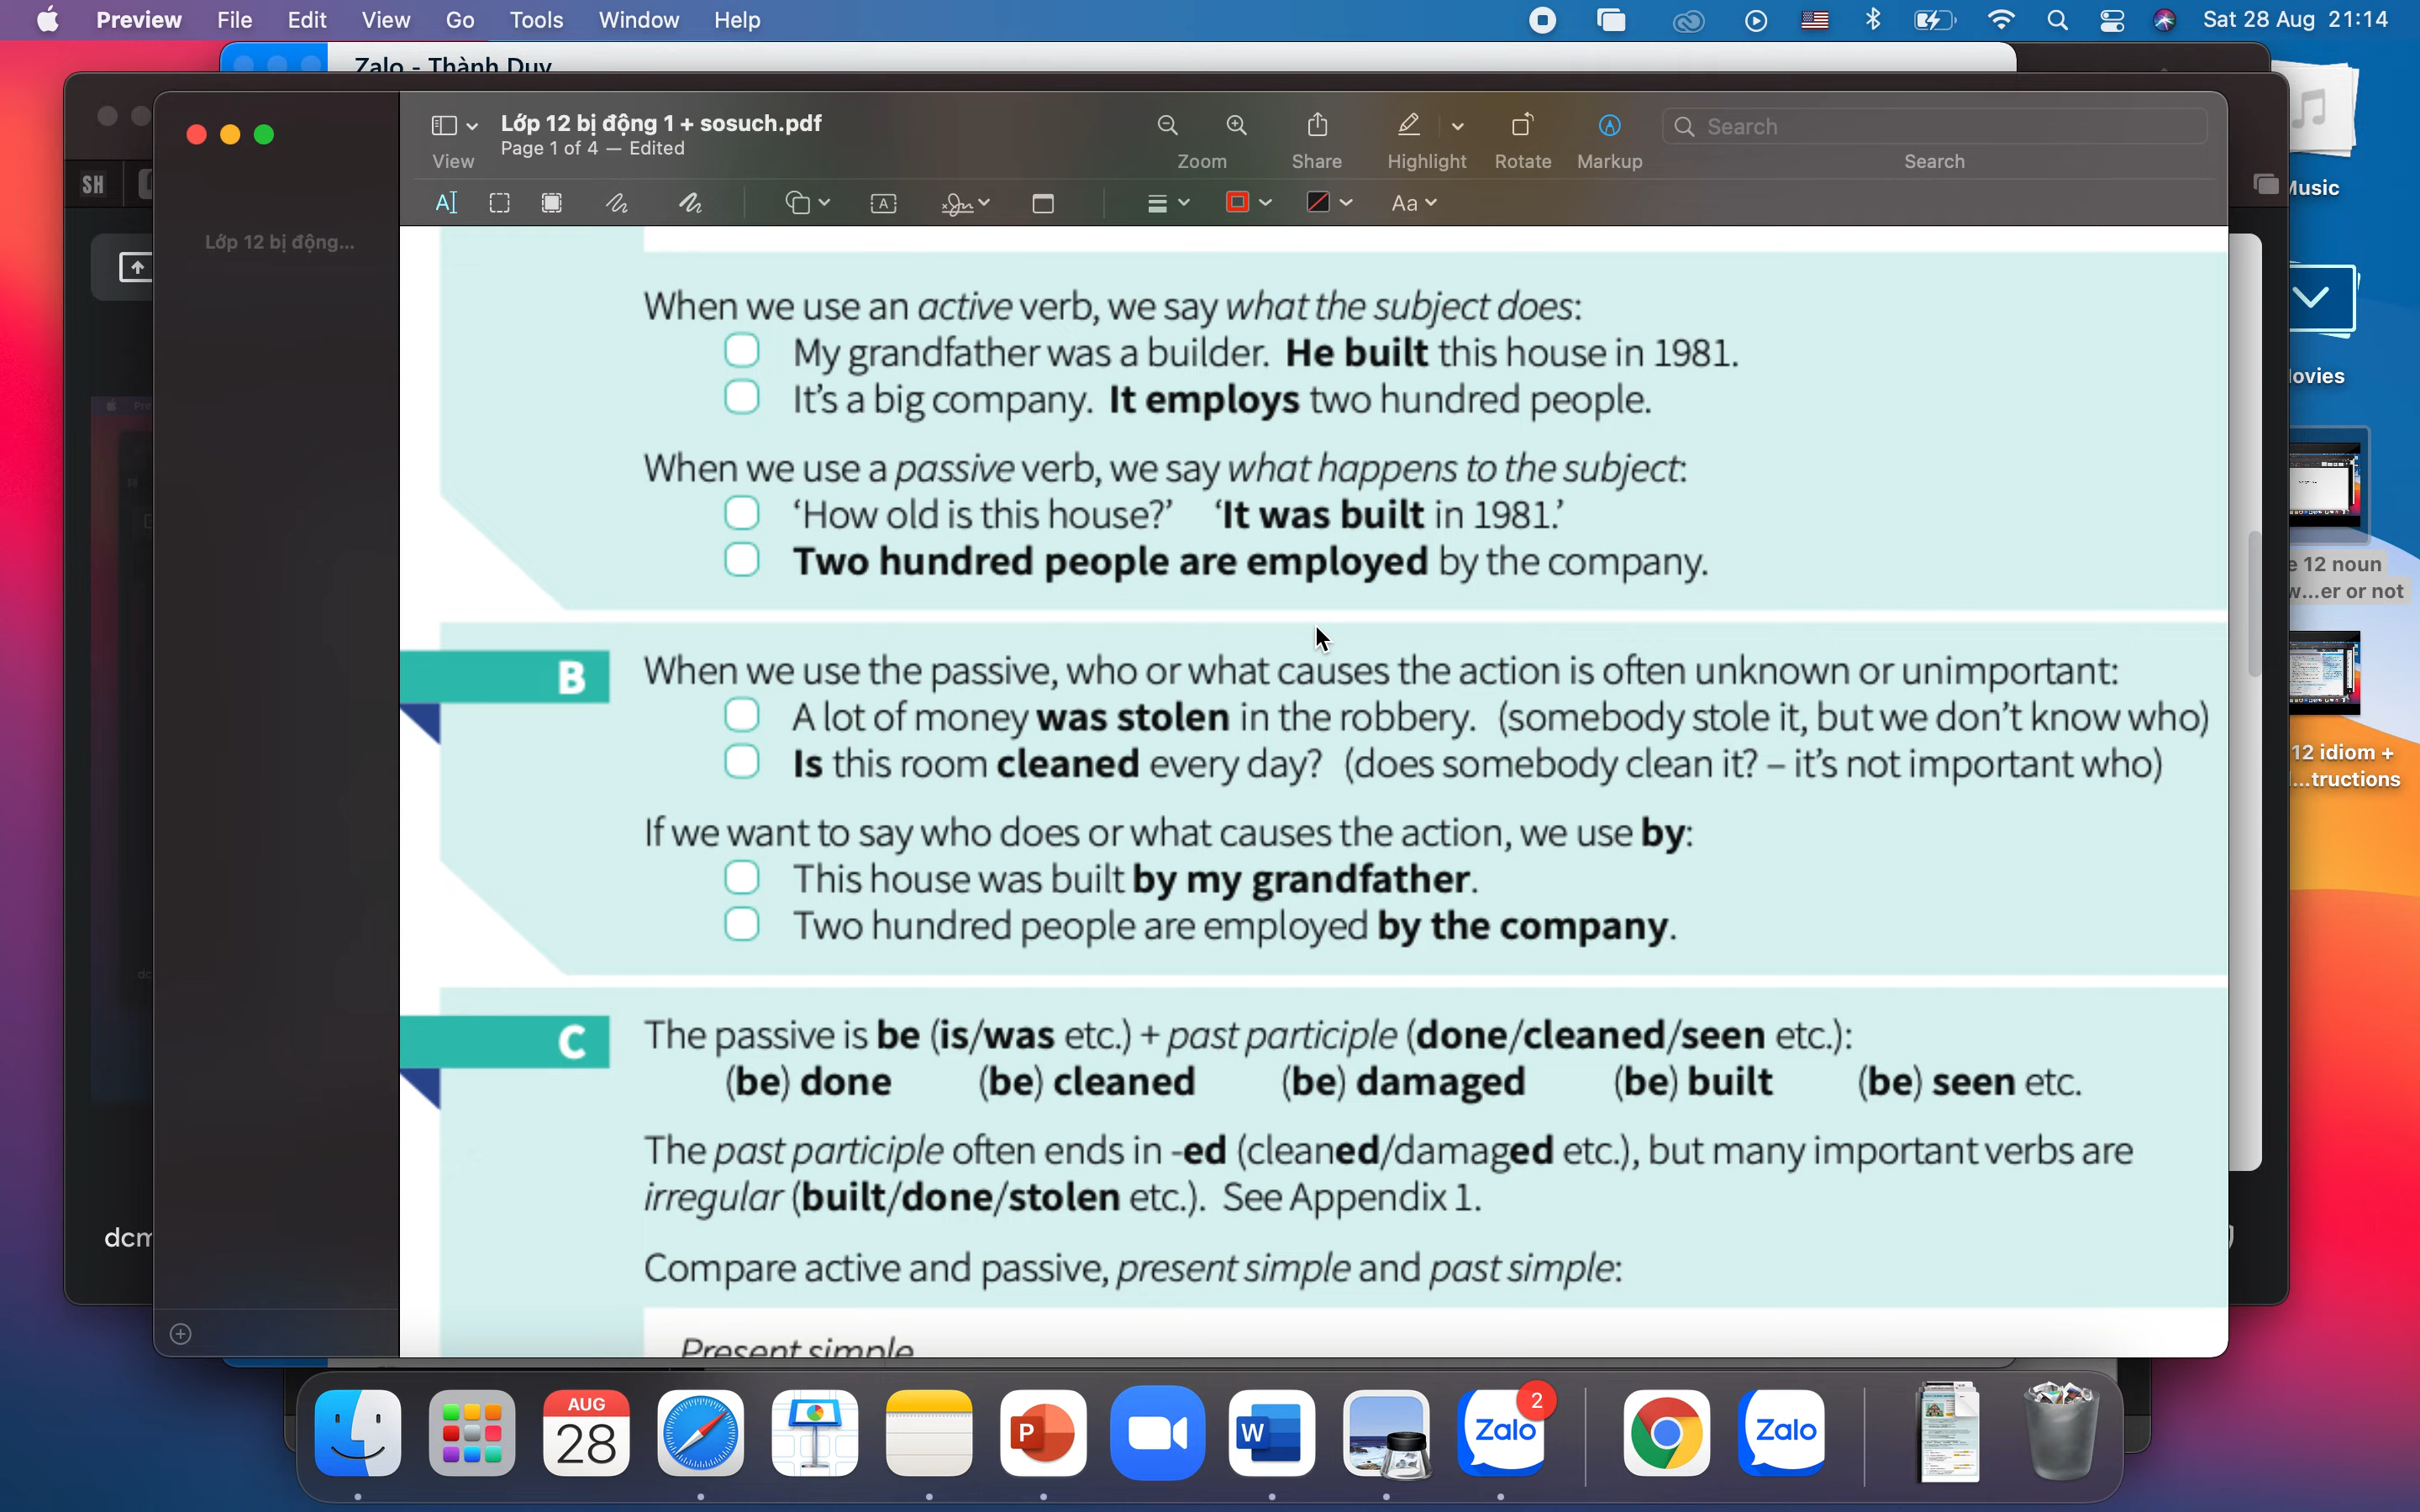 Preview File Edit View Go Tools Window Help
Sat 28 Aug 21:14
Zalo - Thành Duy
Lớp 12 bị động 1 + sosuch.pdf
Page 1 of 4 — Edited
View
Zoom
Share
Highlight
Rotate
Markup
Search
Search
Aa
SH
Lớp 12 bị động...
When we use an active verb, we say what the subject does:
My grandfather was a builder. He built this house in 1981.
It's a big company. It employs two hundred people.
When we use a passive verb, we say what happens to the subject:
‘How old is this house?’ ‘It was built in 1981.’
Two hundred people are employed by the company.
B
When we use the passive, who or what causes the action is often unknown or unimportant:
A lot of money was stolen in the robbery. (somebody stole it, but we don’t know who)
Is this room cleaned every day? (does somebody clean it? – it’s not important who)
If we want to say who does or what causes the action, we use by:
This house was built by my grandfather.
Two hundred people are employed by the company.
C
The passive is be (is/was etc.) + past participle (done/cleaned/seen etc.):
(be) done (be) cleaned (be) damaged (be) built (be) seen etc.
The past participle often ends in -ed (cleaned/damaged etc.), but many important verbs are
irregular (built/done/stolen etc.). See Appendix 1.
Compare active and passive, present simple and past simple:
Present simple
dcm
Music
ovies
e 12 noun
w...er or not
12 idiom +
...tructions
AUG
28
P
W
Zalo
2
Zalo